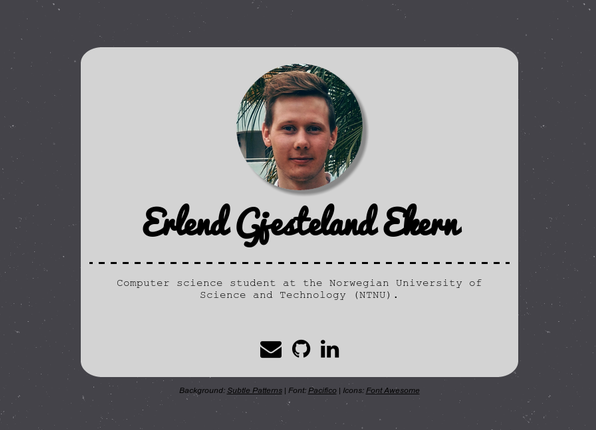 Erlend Gjesteland Ekern
Computer science student at the Norwegian University of
Science and Technology (NTNU).
in
Background: Subtle Patterns | Font: Pacifico | Icons: Font Awesome